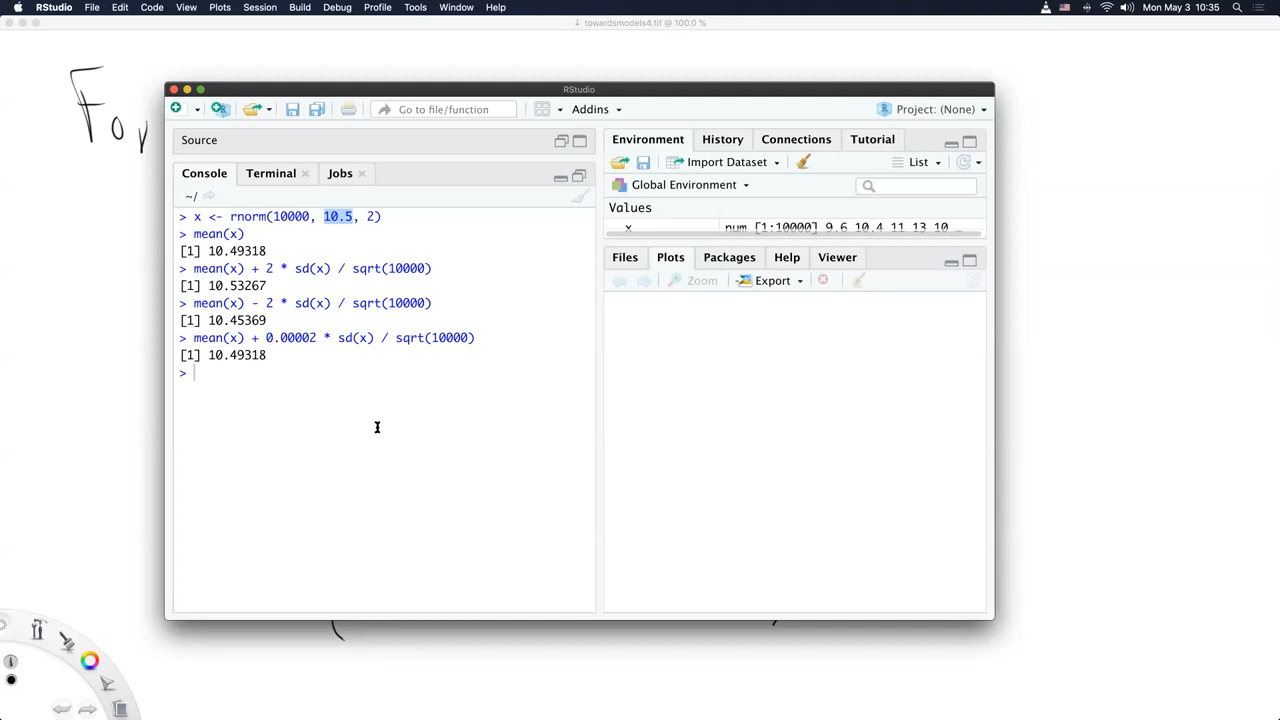 RStudio File Edit Code View Plots Session Build Debug Profile Tools Window Help Mon May 3 10:35
towardsmodels4.tif @ 100.0 %
For
RStudio
Go to file/function Addins Project: (None)
Source
Console Terminal Jobs
~/
> x <- rnorm(10000, 10.5, 2)
> mean(x)
[1] 10.49318
> mean(x) + 2 * sd(x) / sqrt(10000)
[1] 10.53267
> mean(x) - 2 * sd(x) / sqrt(10000)
[1] 10.45369
> mean(x) + 0.00002 * sd(x) / sqrt(10000)
[1] 10.49318
>
Environment History Connections Tutorial
Import Dataset List
Global Environment
Values
x num [1:10000] 9.6 10.4 11 13 10 …
Files Plots Packages Help Viewer
Zoom Export